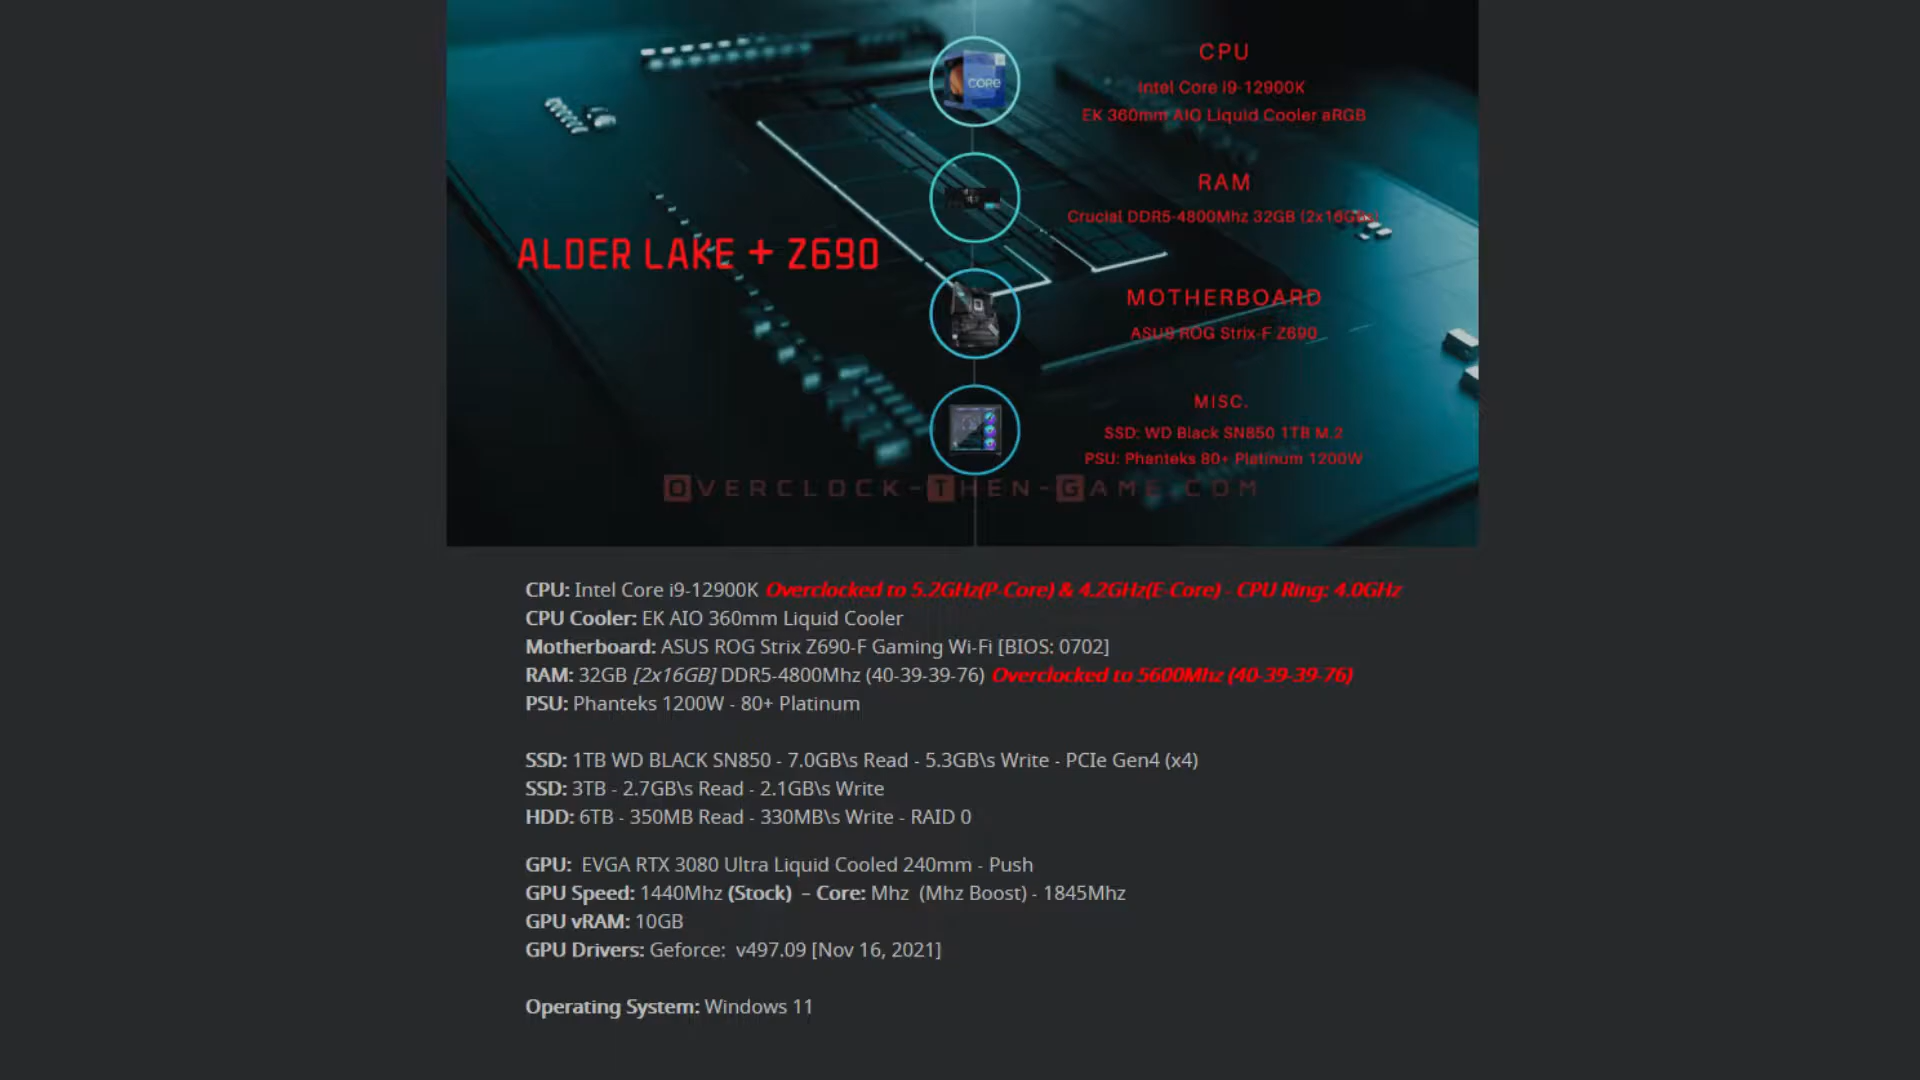 CPU
Intel Core i9-12900K
EK 360mm AIO Liquid Cooler aRGB
CORE
RAM
Crucial DDR5-4800Mhz 32GB (2x16GBs)
ALDER LAKE + Z690
MOTHERBOARD
ASUS ROG Strix-F Z690
MISC.
SSD: WD Black SN850 1TB M.2
PSU: Phanteks 80+ Platinum 1200W
OVERCLOCK-THEN-GAME.COM
CPU: Intel Core i9-12900K Overclocked to 5.2GHz(P-Core) & 4.2GHz(E-Core) - CPU Ring: 4.0GHz
CPU Cooler: EK AIO 360mm Liquid Cooler
Motherboard: ASUS ROG Strix Z690-F Gaming Wi-Fi [BIOS: 0702]
RAM: 32GB [2x16GB] DDR5-4800Mhz (40-39-39-76) Overclocked to 5600Mhz (40-39-39-76)
PSU: Phanteks 1200W - 80+ Platinum
SSD: 1TB WD BLACK SN850 - 7.0GB\s Read - 5.3GB\s Write - PCIe Gen4 (x4)
SSD: 3TB - 2.7GB\s Read - 2.1GB\s Write
HDD: 6TB - 350MB Read - 330MB\s Write - RAID 0
GPU: EVGA RTX 3080 Ultra Liquid Cooled 240mm - Push
GPU Speed: 1440Mhz (Stock) – Core: Mhz (Mhz Boost) - 1845Mhz
GPU vRAM: 10GB
GPU Drivers: Geforce: v497.09 [Nov 16, 2021]
Operating System: Windows 11